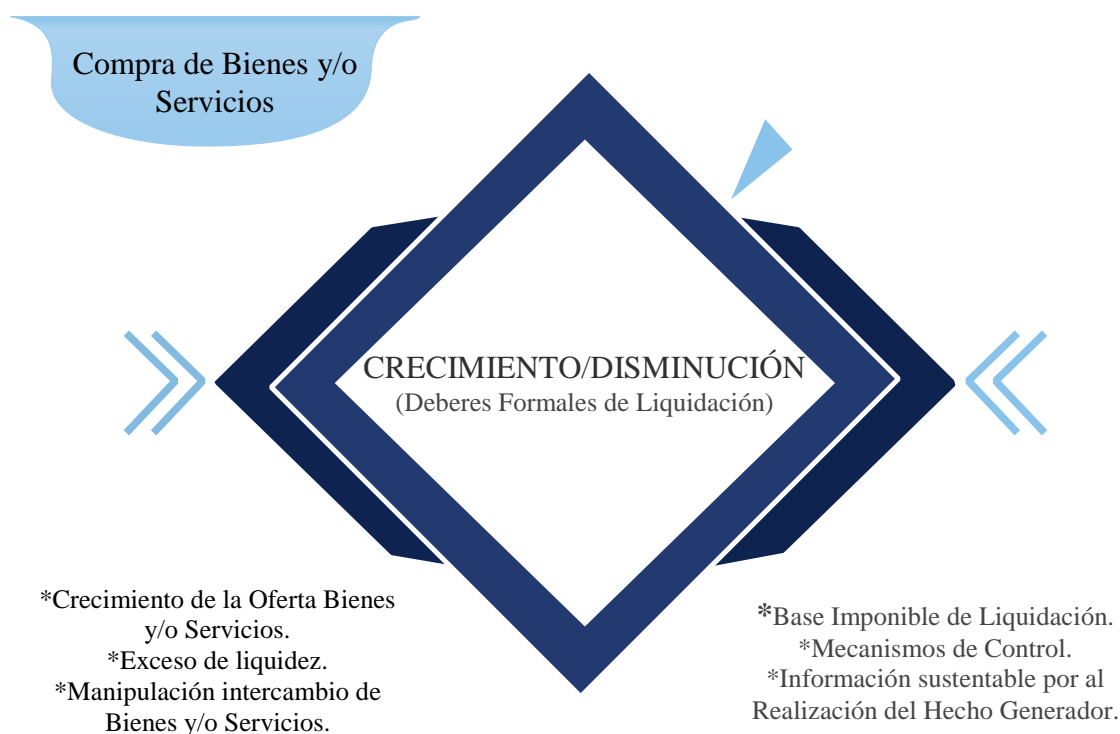 Compra de Bienes y/o
Servicios
CRECIMIENTO/DISMINUCIÓN
(Deberes Formales de Liquidación)
*Crecimiento de la Oferta Bienes
y/o Servicios.
*Exceso de liquidez.
*Manipulación intercambio de
Bienes y/o Servicios.
*Base Imponible de Liquidación.
*Mecanismos de Control.
*Información sustentable por al
Realización del Hecho Generador.